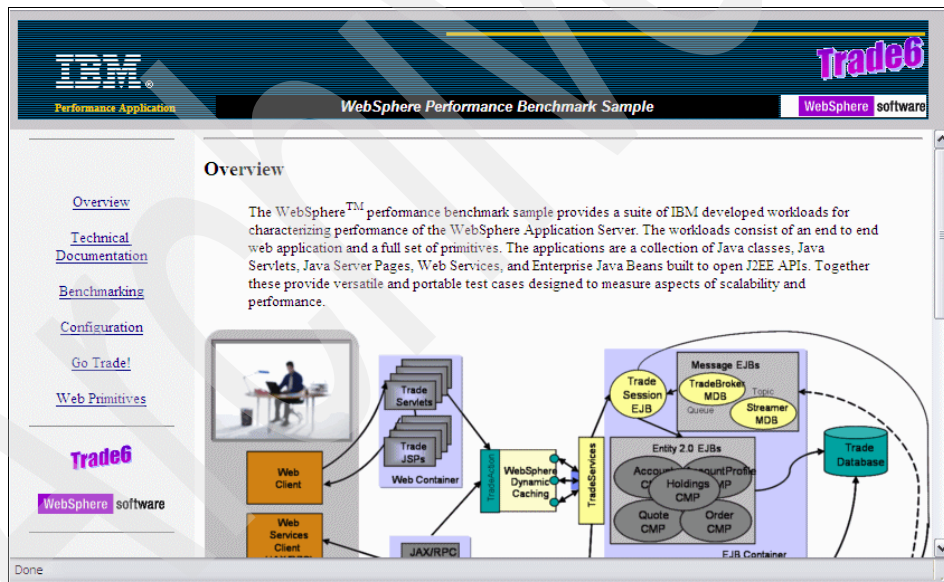 IBM®
Trade6
Performance Application
WebSphere Performance Benchmark Sample
WebSphere software
Overview
Technical
Documentation
Benchmarking
Configuration
Go Trade!
Web Primitives
Trade6
WebSphere software
Overview
The WebSphere™ performance benchmark sample provides a suite of IBM developed workloads for
characterizing performance of the WebSphere Application Server. The workloads consist of an end to end
web application and a full set of primitives. The applications are a collection of Java classes, Java
Servlets, Java Server Pages, Web Services, and Enterprise Java Beans built to open J2EE APIs. Together
these provide versatile and portable test cases designed to measure aspects of scalability and
performance.
Trade
Servlets
Trade
JSPs
Web Container
Web
Client
Web
Services
Client
JAX/RPC
TradeAction
WebSphere
Dynamic
Caching
TradeServices
Trade
Session
EJB
Message EJBs
TradeBroker
MDB
Queue
Topic
Streamer
MDB
Entity 2.0 EJBs
Account
AccountProfile
Holdings
CMP
Quote
CMP
Order
CMP
EJB Container
Trade
Database
Done